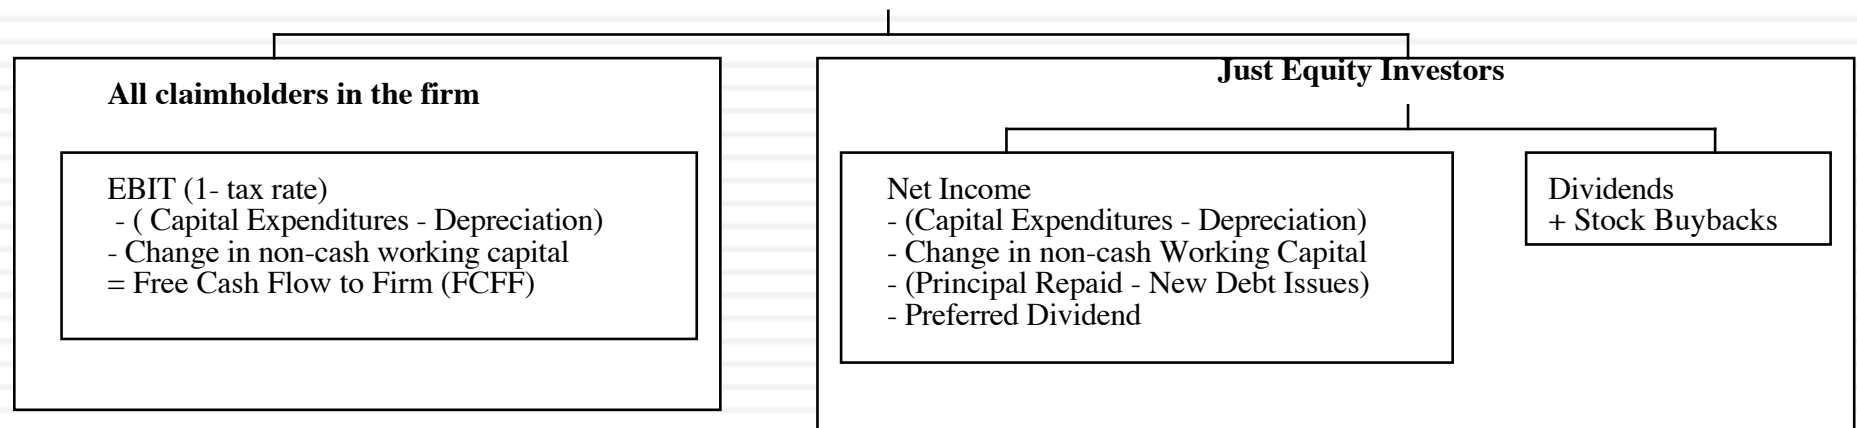 All claimholders in the firm
EBIT (1- tax rate)
- ( Capital Expenditures - Depreciation)
- Change in non-cash working capital
= Free Cash Flow to Firm (FCFF)
Just Equity Investors
Net Income
- (Capital Expenditures - Depreciation)
- Change in non-cash Working Capital
- (Principal Repaid - New Debt Issues)
- Preferred Dividend
Dividends
+ Stock Buybacks